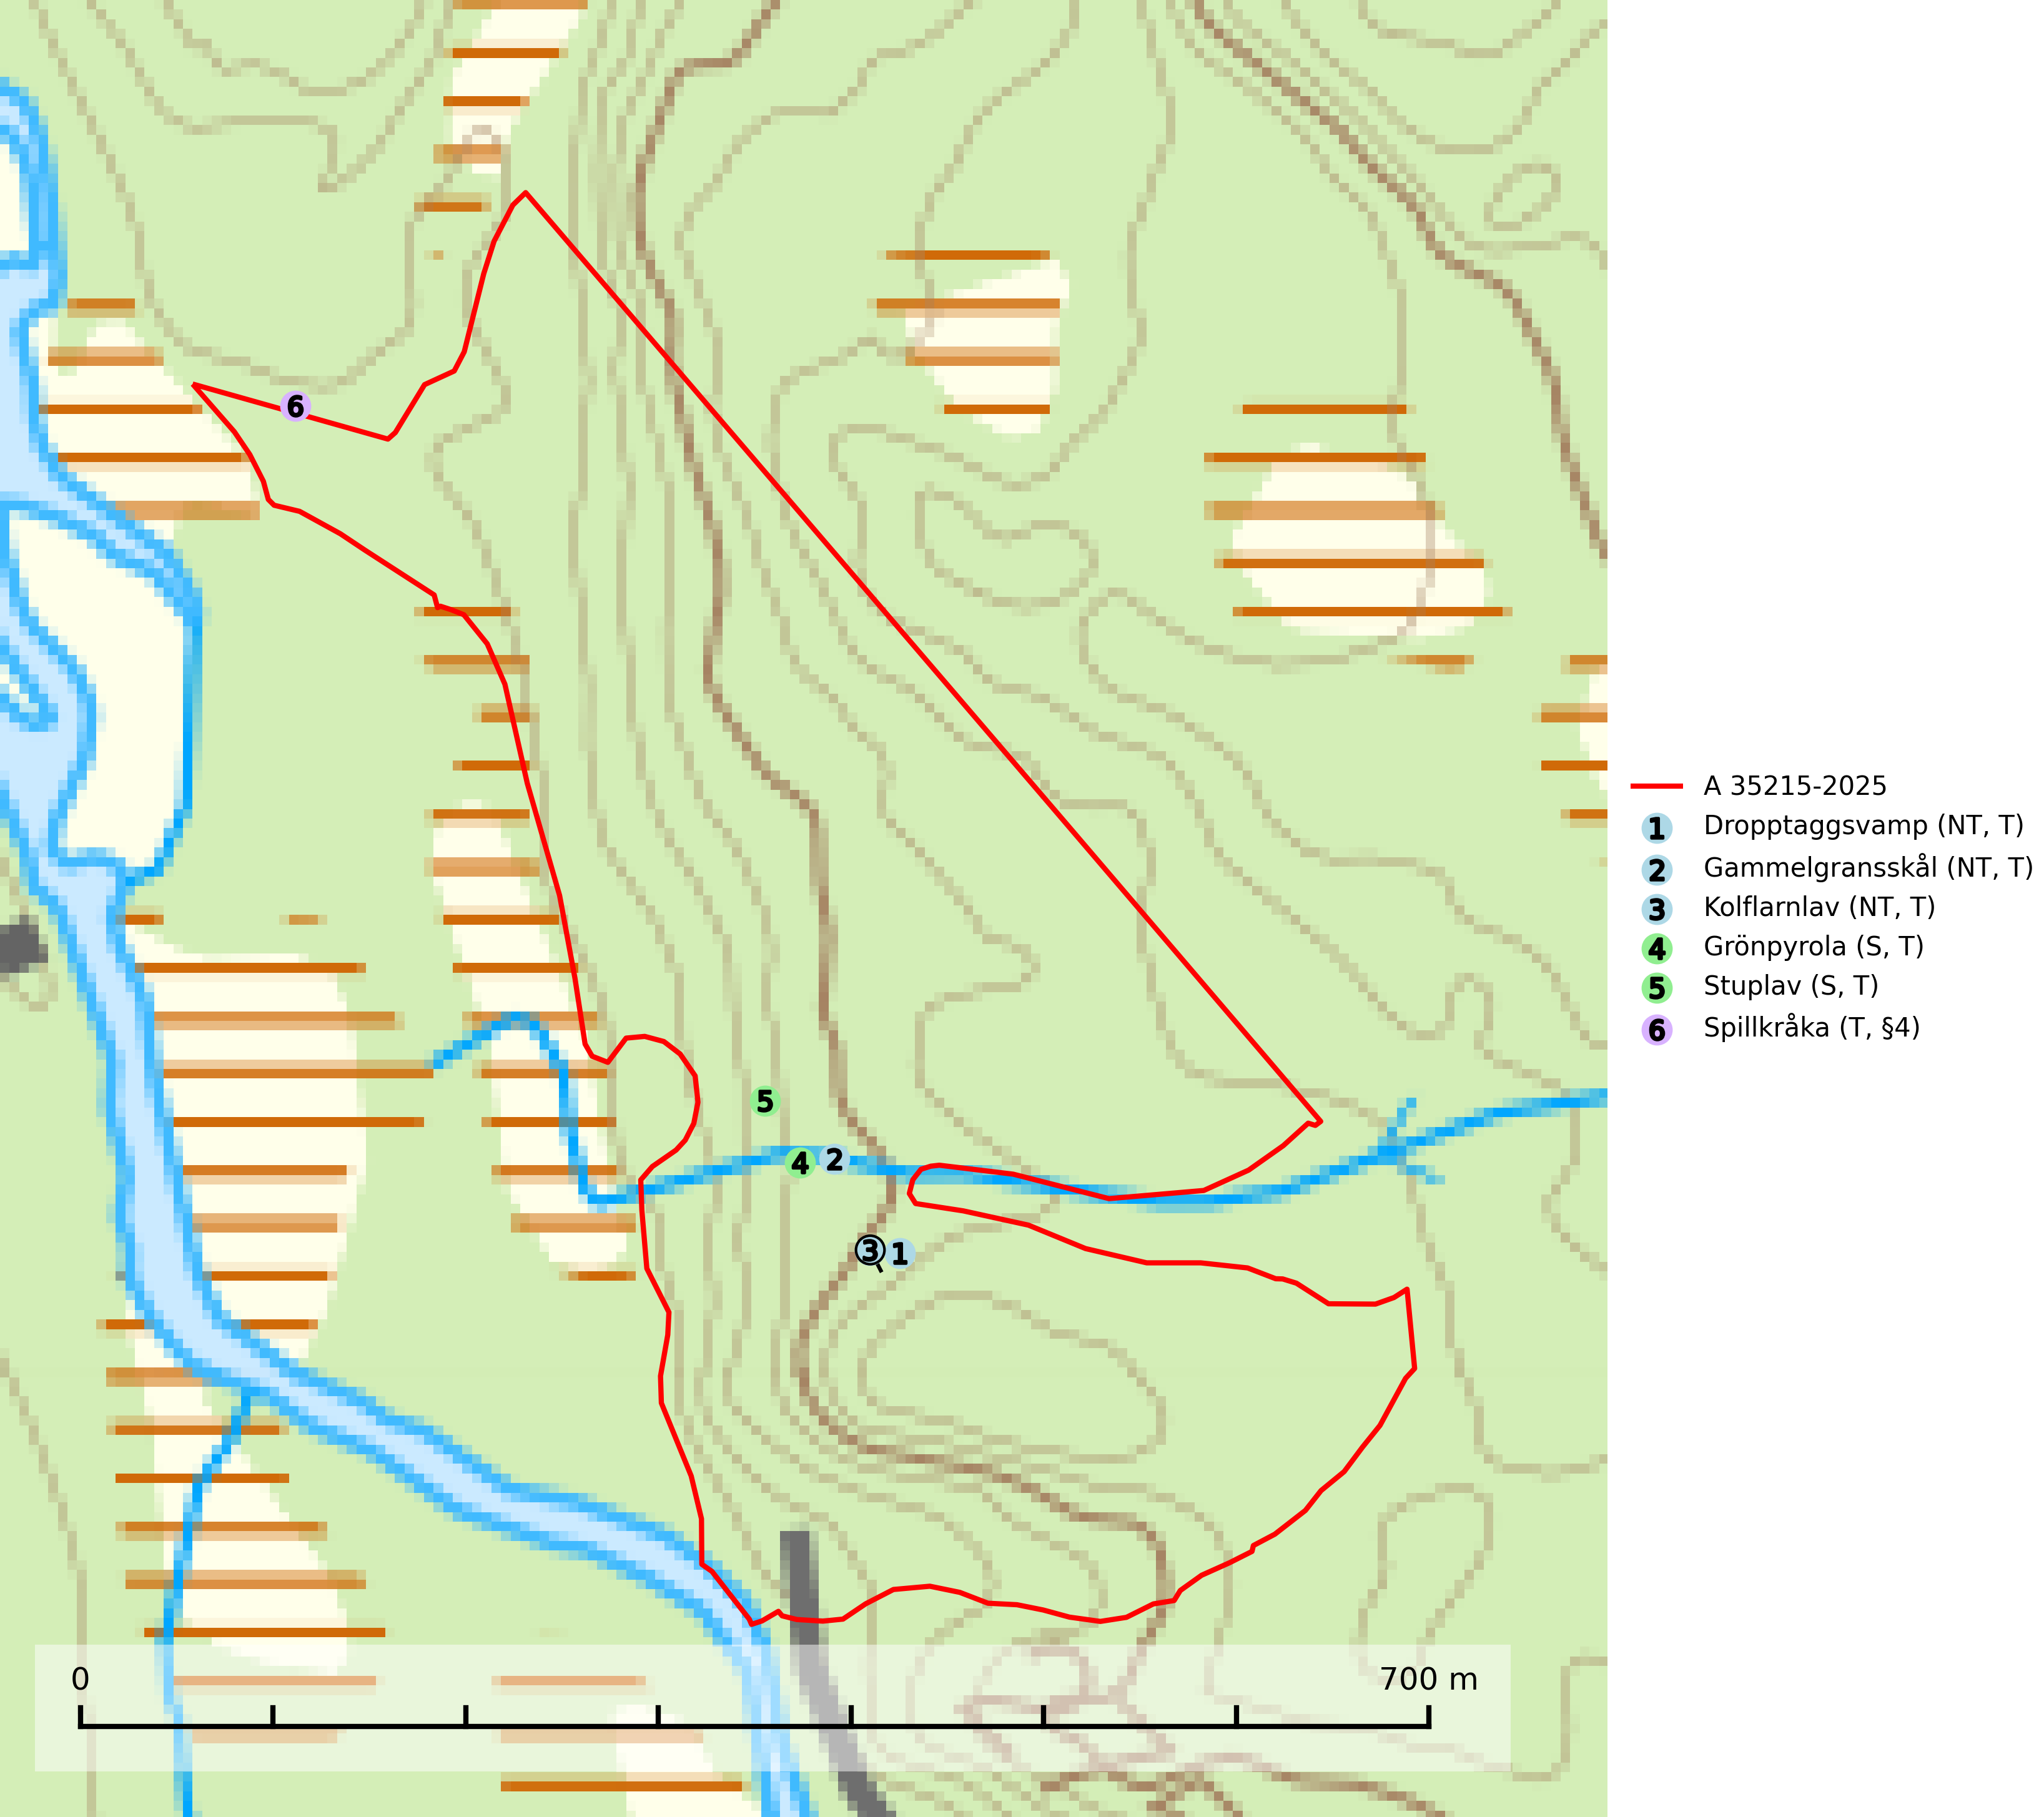 6
5
4 2
3 1
0 700 m
A 35215-2025
1 Dropptaggsvamp (NT, T)
2 Gammelgransskål (NT, T)
3 Kolflarnlav (NT, T)
4 Grönpyrola (S, T)
5 Stuplav (S, T)
6 Spillkråka (T, §4)